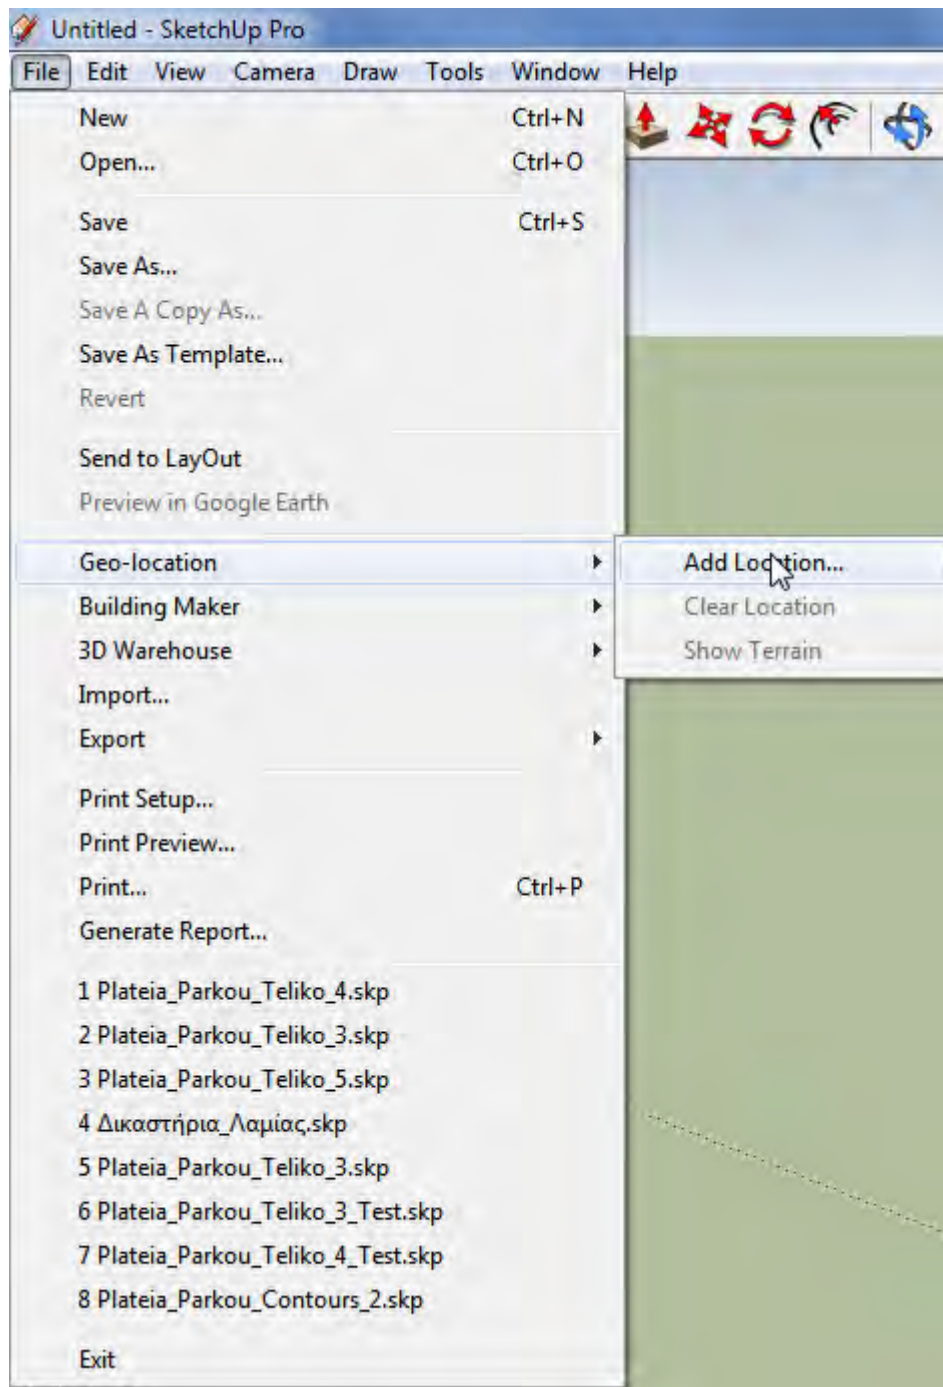 Untitled - SketchUp Pro
File Edit View Camera Draw Tools Window Help
New Ctrl+N
Open... Ctrl+O
Save Ctrl+S
Save As...
Save A Copy As...
Save As Template...
Revert
Send to LayOut
Preview in Google Earth
Geo-location Add Location...
Building Maker Clear Location
3D Warehouse Show Terrain
Import...
Export
Print Setup...
Print Preview...
Print... Ctrl+P
Generate Report...
1 Plateia_Parkou_Teliko_4.skp
2 Plateia_Parkou_Teliko_3.skp
3 Plateia_Parkou_Teliko_5.skp
4 Δικαστήρια_Λαμίας.skp
5 Plateia_Parkou_Teliko_3.skp
6 Plateia_Parkou_Teliko_3_Test.skp
7 Plateia_Parkou_Teliko_4_Test.skp
8 Plateia_Parkou_Contours_2.skp
Exit